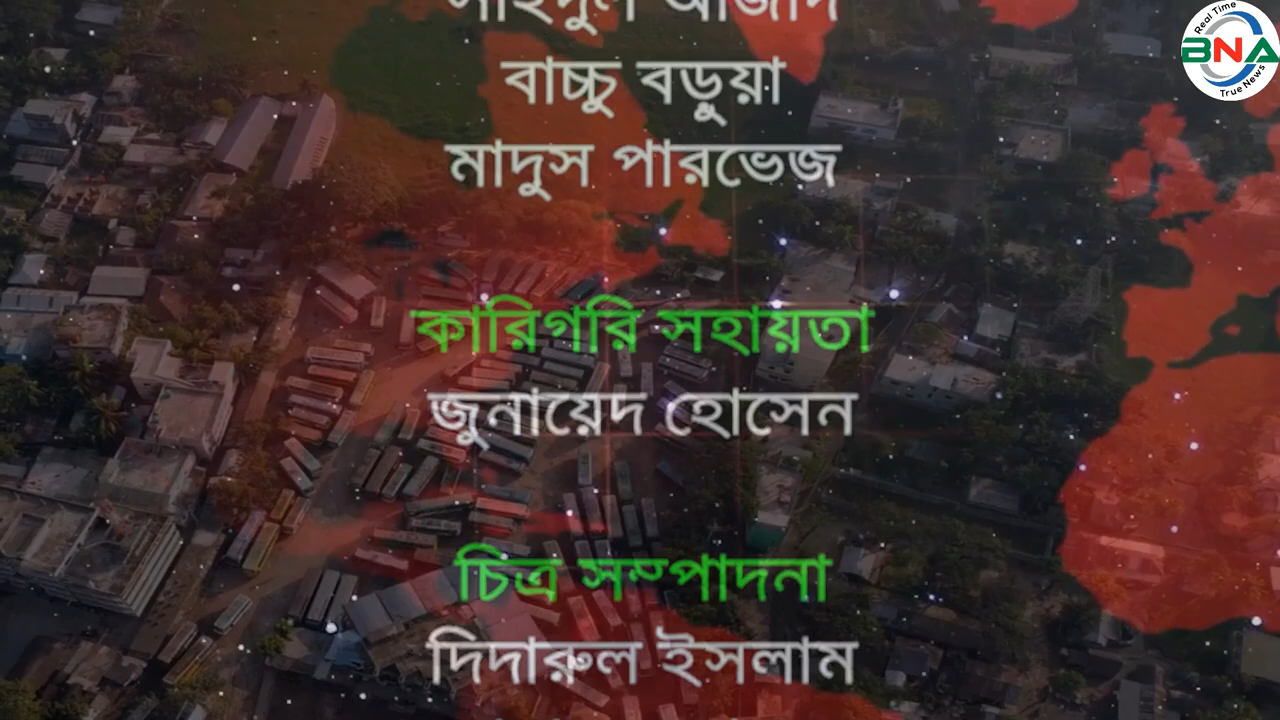 বাচ্চু বড়ুয়া
মাদুস পারভেজ
কারিগরি সহায়তা
জুনায়েদ হোসেন
চিত্র সম্পাদনা
দিদারুল ইসলাম
Real Time
BNA
True News